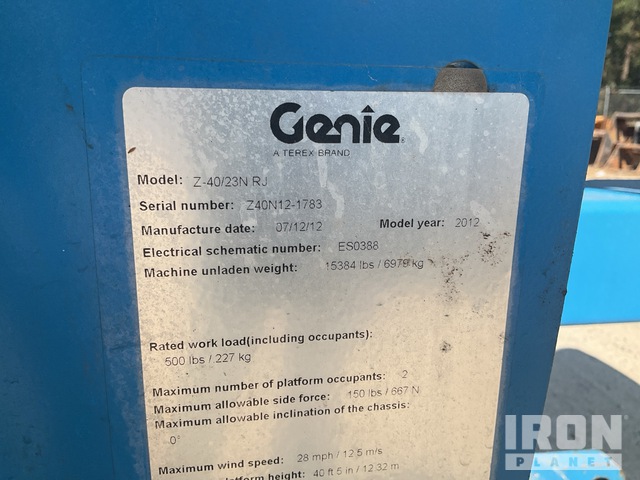 Genie
A TEREX BRAND
Model: Z-40/23N RJ
Serial number: Z40N12-1783
Manufacture date: 07/12/12 Model year: 2012
Electrical schematic number: ES0388
Machine unladen weight: 15384 lbs / 6978 kg
Rated work load(including occupants):
500 lbs / 227 kg
Maximum number of platform occupants: 2
Maximum allowable side force: 150 lbs / 667 N
Maximum allowable inclination of the chassis:
0°
Maximum wind speed: 28 mph / 12.5 m/s
platform height: 40 ft 5 in / 12.32 m
IRON
PLANET